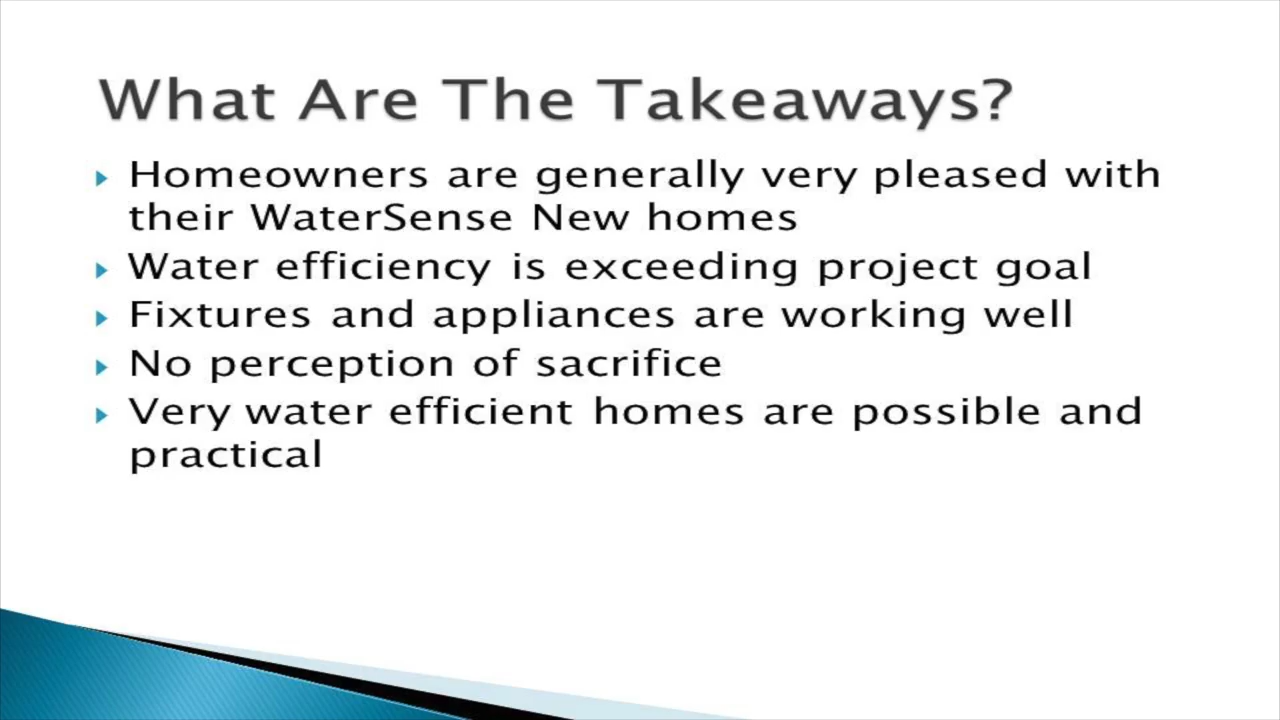 What Are The Takeaways?
Homeowners are generally very pleased with
their WaterSense New homes
Water efficiency is exceeding project goal
Fixtures and appliances are working well
No perception of sacrifice
Very water efficient homes are possible and
practical